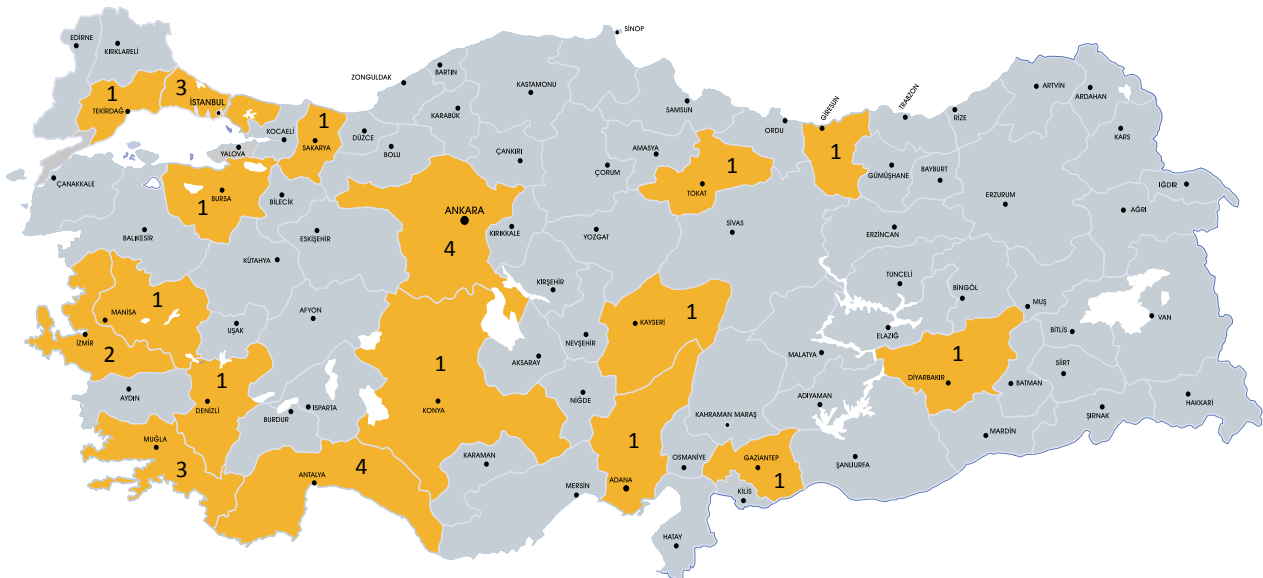 SİNOP
EDİRNE
KIRKLARELİ
BARTIN
ZONGULDAK
KASTAMONU
ARTVİN
ARDAHAN
1
3
TEKİRDAĞ
İSTANBUL
KARABÜK
SAMSUN
GİRESUN
TRABZON
RİZE
KOCAELİ
1
SAKARYA
DÜZCE
ORDU
KARS
YALOVA
BOLU
ÇANKIRI
AMASYA
1
1
ÇORUM
GÜMÜŞHANE
BAYBURT
ÇANAKKALE
BURSA
1
BİLECİK
TOKAT
ERZURUM
IĞDIR
ANKARA
4
KIRIKKALE
AĞRI
BALIKESİR
ESKİŞEHİR
YOZGAT
SİVAS
ERZİNCAN
KÜTAHYA
KIRŞEHİR
TUNCELİ
BİNGÖL
MUŞ
1
MANİSA
AFYON
UŞAK
KAYSERİ
1
VAN
İZMİR
2
NEVŞEHİR
ELAZIĞ
BİTLİS
AKSARAY
MALATYA
1
1
1
SİİRT
DİYARBAKIR
BATMAN
AYDIN
DENİZLİ
BURDUR
ISPARTA
KONYA
NİĞDE
ADIYAMAN
HAKKARİ
ŞIRNAK
KAHRAMAN MARAŞ
MARDİN
MUĞLA
3
1
4
KARAMAN
OSMANİYE
GAZİANTEP
1
ŞANLIURFA
ANTALYA
MERSİN
ADANA
KİLİS
HATAY